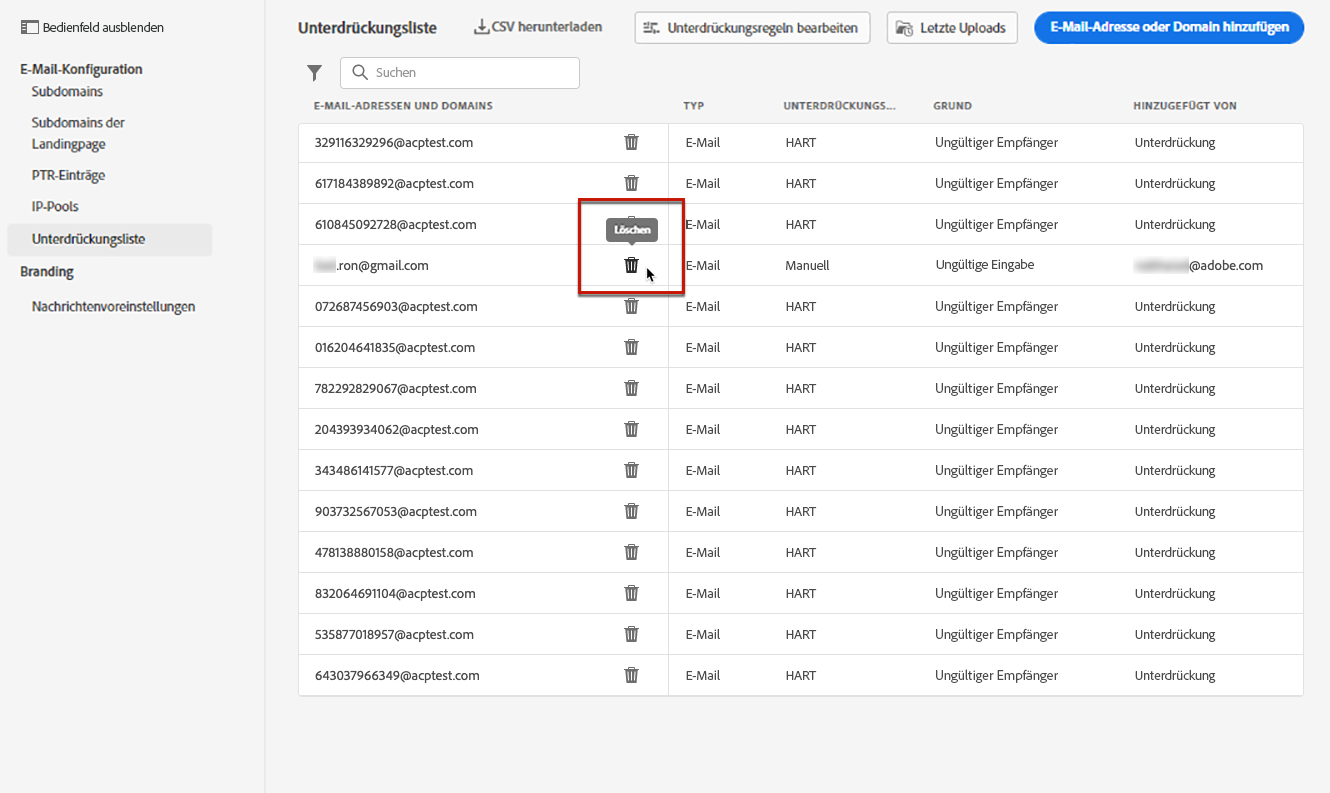 Bedienfeld ausblenden
E-Mail-Konfiguration
Subdomains
Subdomains der
Landingpage
PTR-Einträge
IP-Pools
Unterdrückungsliste
Branding
Nachrichtenvoreinstellungen
Unterdrückungsliste CSV herunterladen Unterdrückungsregeln bearbeiten Letzte Uploads E-Mail-Adresse oder Domain hinzufügen
Suchen
E-MAIL-ADRESSEN UND DOMAINS TYP UNTERDRÜCKUNGS... GRUND HINZUGEFÜGT VON
329116329296@acptest.com E-Mail HART Ungültiger Empfänger Unterdrückung
617184389892@acptest.com E-Mail HART Ungültiger Empfänger Unterdrückung
610845092728@acptest.com E-Mail HART Ungültiger Empfänger Unterdrückung
Löschen
.ron@gmail.com E-Mail Manuell Ungültige Eingabe @adobe.com
072687456903@acptest.com E-Mail HART Ungültiger Empfänger Unterdrückung
016204641835@acptest.com E-Mail HART Ungültiger Empfänger Unterdrückung
782292829067@acptest.com E-Mail HART Ungültiger Empfänger Unterdrückung
204393934062@acptest.com E-Mail HART Ungültiger Empfänger Unterdrückung
343486141577@acptest.com E-Mail HART Ungültiger Empfänger Unterdrückung
903732567053@acptest.com E-Mail HART Ungültiger Empfänger Unterdrückung
478138880158@acptest.com E-Mail HART Ungültiger Empfänger Unterdrückung
832064691104@acptest.com E-Mail HART Ungültiger Empfänger Unterdrückung
535877018957@acptest.com E-Mail HART Ungültiger Empfänger Unterdrückung
643037966349@acptest.com E-Mail HART Ungültiger Empfänger Unterdrückung